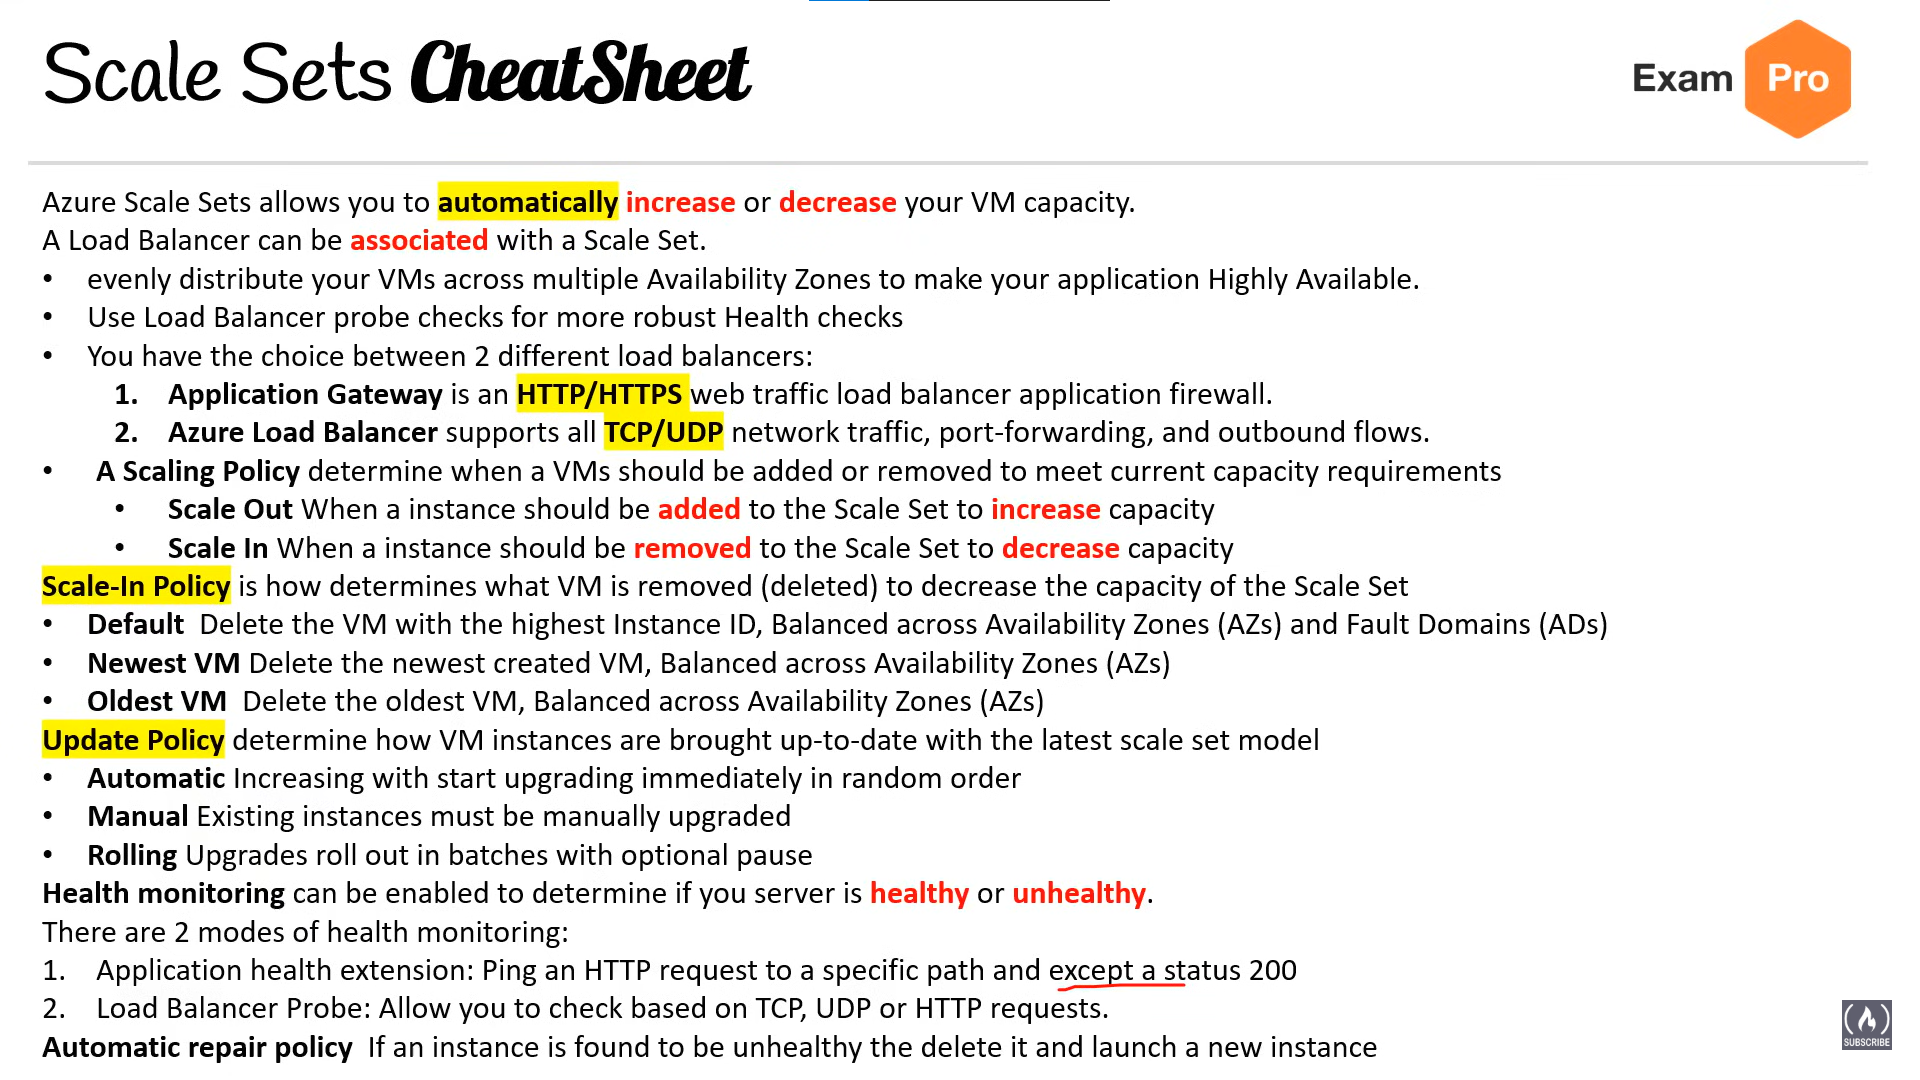 Scale Sets CheatSheet
Exam Pro
Azure Scale Sets allows you to automatically increase or decrease your VM capacity.
A Load Balancer can be associated with a Scale Set.
• evenly distribute your VMs across multiple Availability Zones to make your application Highly Available.
• Use Load Balancer probe checks for more robust Health checks
• You have the choice between 2 different load balancers:
1. Application Gateway is an HTTP/HTTPS web traffic load balancer application firewall.
2. Azure Load Balancer supports all TCP/UDP network traffic, port-forwarding, and outbound flows.
• A Scaling Policy determine when a VMs should be added or removed to meet current capacity requirements
• Scale Out When a instance should be added to the Scale Set to increase capacity
• Scale In When a instance should be removed to the Scale Set to decrease capacity
Scale-In Policy is how determines what VM is removed (deleted) to decrease the capacity of the Scale Set
• Default Delete the VM with the highest Instance ID, Balanced across Availability Zones (AZs) and Fault Domains (ADs)
• Newest VM Delete the newest created VM, Balanced across Availability Zones (AZs)
• Oldest VM Delete the oldest VM, Balanced across Availability Zones (AZs)
Update Policy determine how VM instances are brought up-to-date with the latest scale set model
• Automatic Increasing with start upgrading immediately in random order
• Manual Existing instances must be manually upgraded
• Rolling Upgrades roll out in batches with optional pause
Health monitoring can be enabled to determine if you server is healthy or unhealthy.
There are 2 modes of health monitoring:
1. Application health extension: Ping an HTTP request to a specific path and except a status 200
2. Load Balancer Probe: Allow you to check based on TCP, UDP or HTTP requests.
Automatic repair policy If an instance is found to be unhealthy the delete it and launch a new instance
SUBSCRIBE